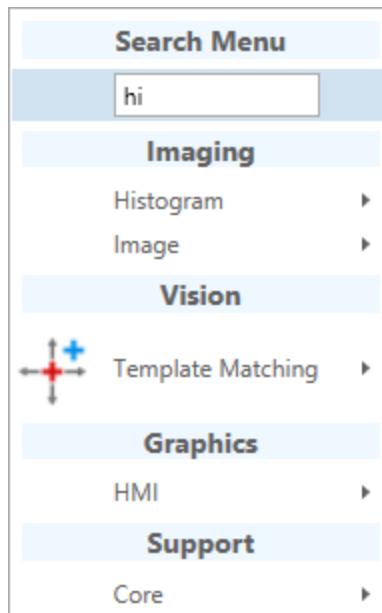 Search Menu
hi
Imaging
Histogram
Image
Vision
Template Matching
Graphics
HMI
Support
Core